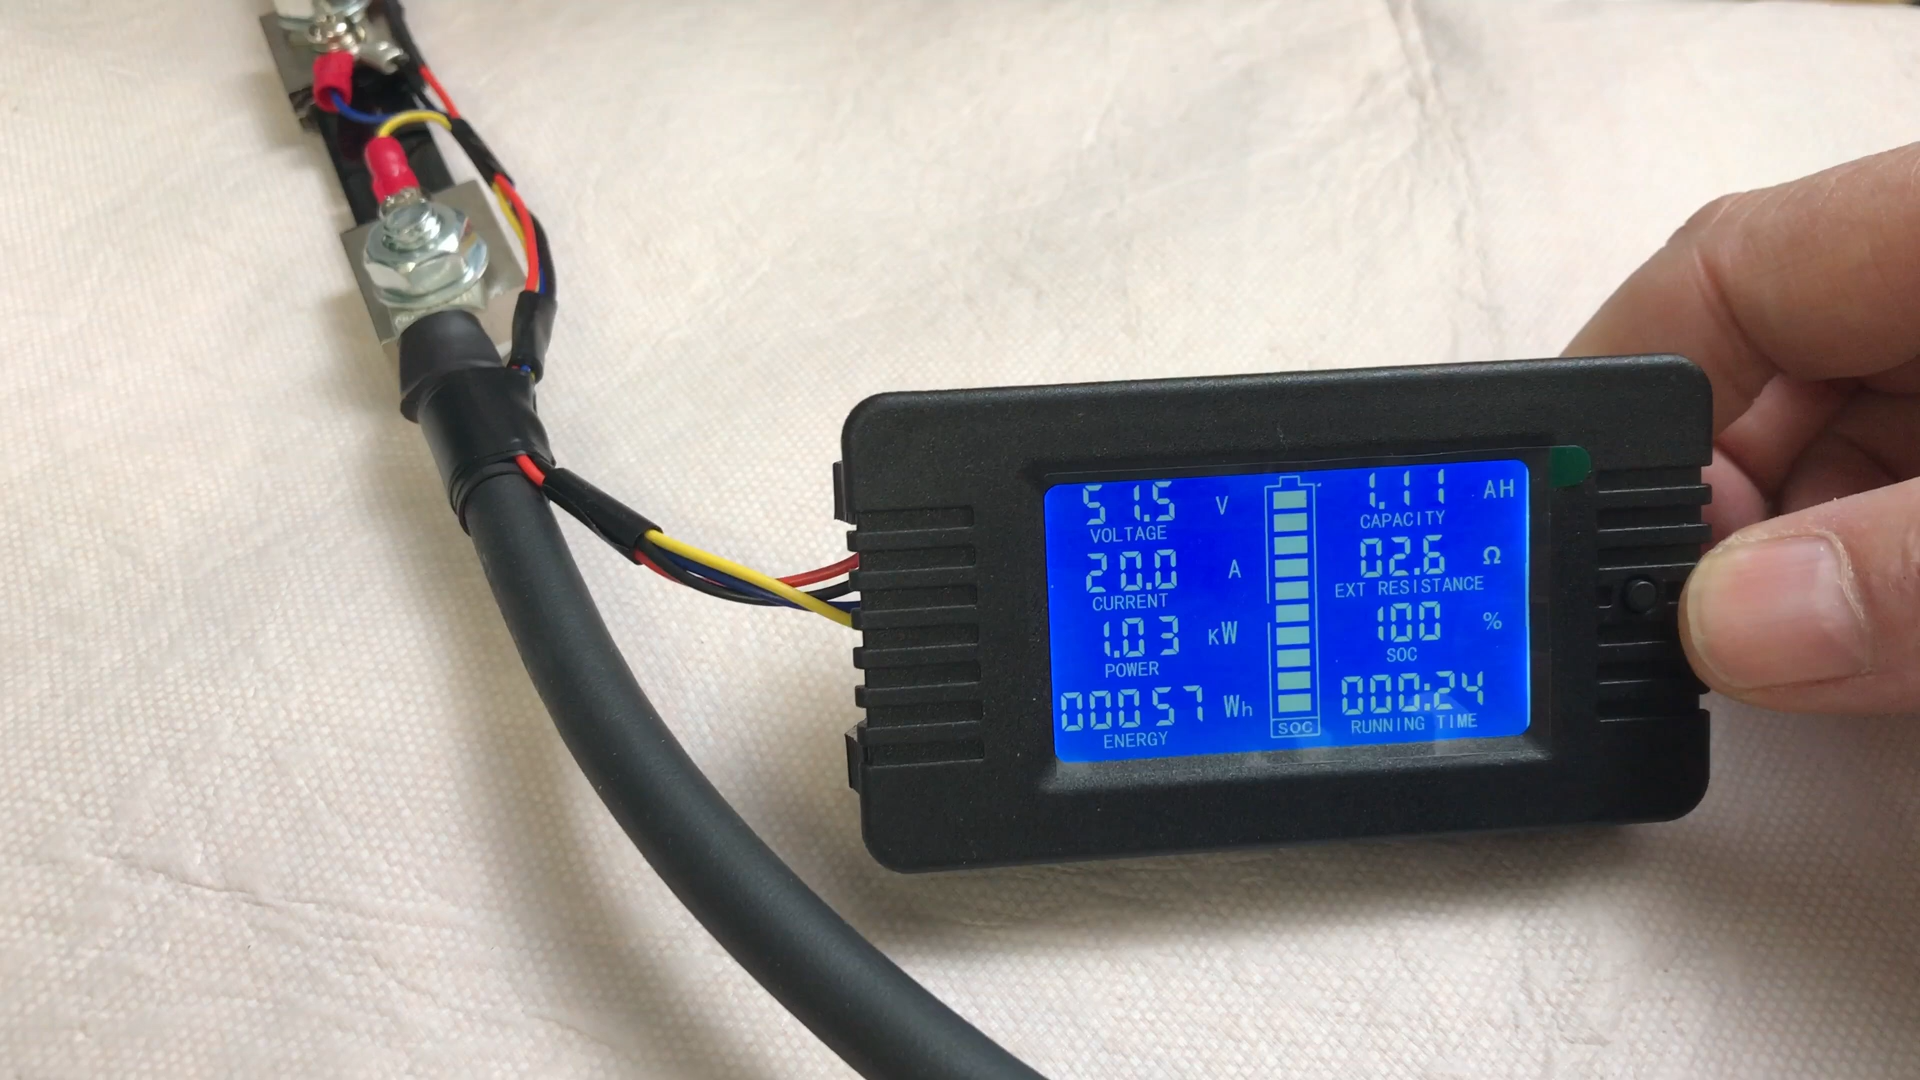 51.5 V
VOLTAGE
20.0 A
CURRENT
1.03 KW
POWER
00057 Wh
ENERGY
SOC
1.11 AH
CAPACITY
02.6 Ω
EXT RESISTANCE
100 %
SOC
000:24
RUNNING TIME